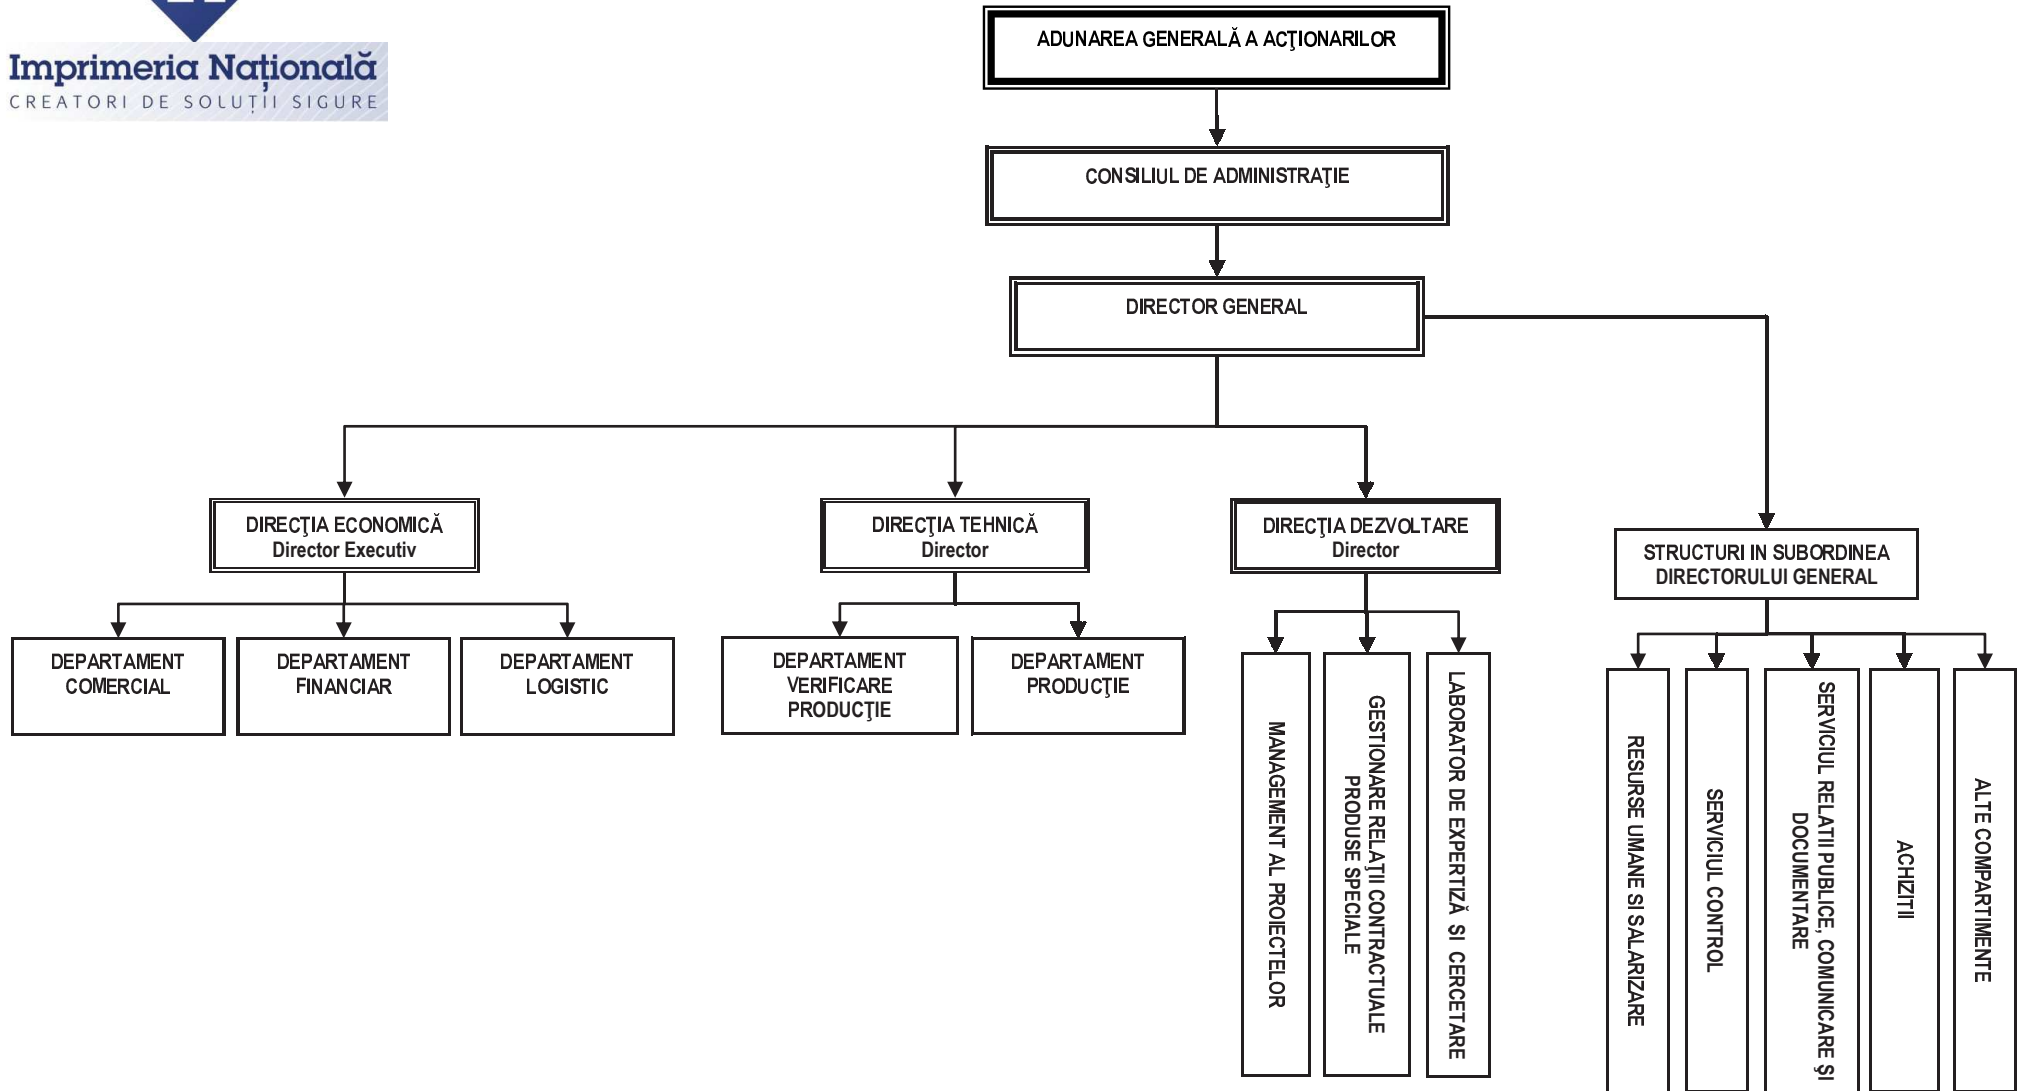 Imprimeria Națională
CREATORI DE SOLUȚII SIGURE
ADUNAREA GENERALĂ A ACŢIONARILOR
CONSILIUL DE ADMINISTRAŢIE
DIRECTOR GENERAL
DIRECŢIA ECONOMICĂ
Director Executiv
DIRECŢIA TEHNICĂ
Director
DIRECŢIA DEZVOLTARE
Director
STRUCTURI IN SUBORDINEA
DIRECTORULUI GENERAL
DEPARTAMENT
COMERCIAL
DEPARTAMENT
FINANCIAR
DEPARTAMENT
LOGISTIC
DEPARTAMENT
VERIFICARE
PRODUCŢIE
DEPARTAMENT
PRODUCŢIE
MANAGEMENT AL PROIECTELOR
GESTIONARE RELAŢII CONTRACTUALE
PRODUSE SPECIALE
LABORATOR DE EXPERTIZĂ SI CERCETARE
RESURSE UMANE SI SALARIZARE
SERVICIUL CONTROL
SERVICIUL RELATII PUBLICE, COMUNICARE ŞI
DOCUMENTARE
ACHIZITII
ALTE COMPARTIMENTE